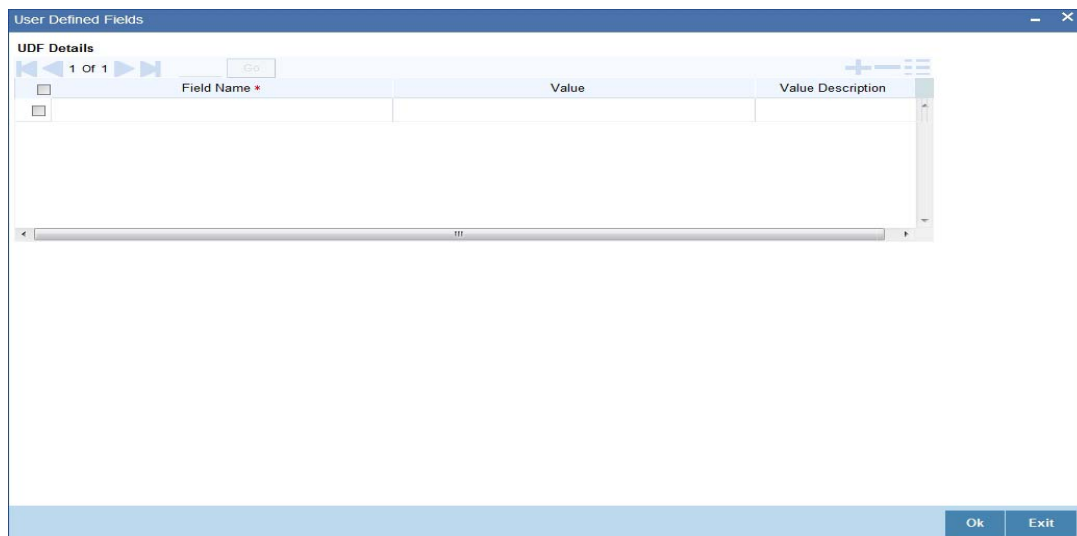 User Defined Fields
UDF Details
1 Of 1 Go
Field Name * Value Value Description
Ok Exit